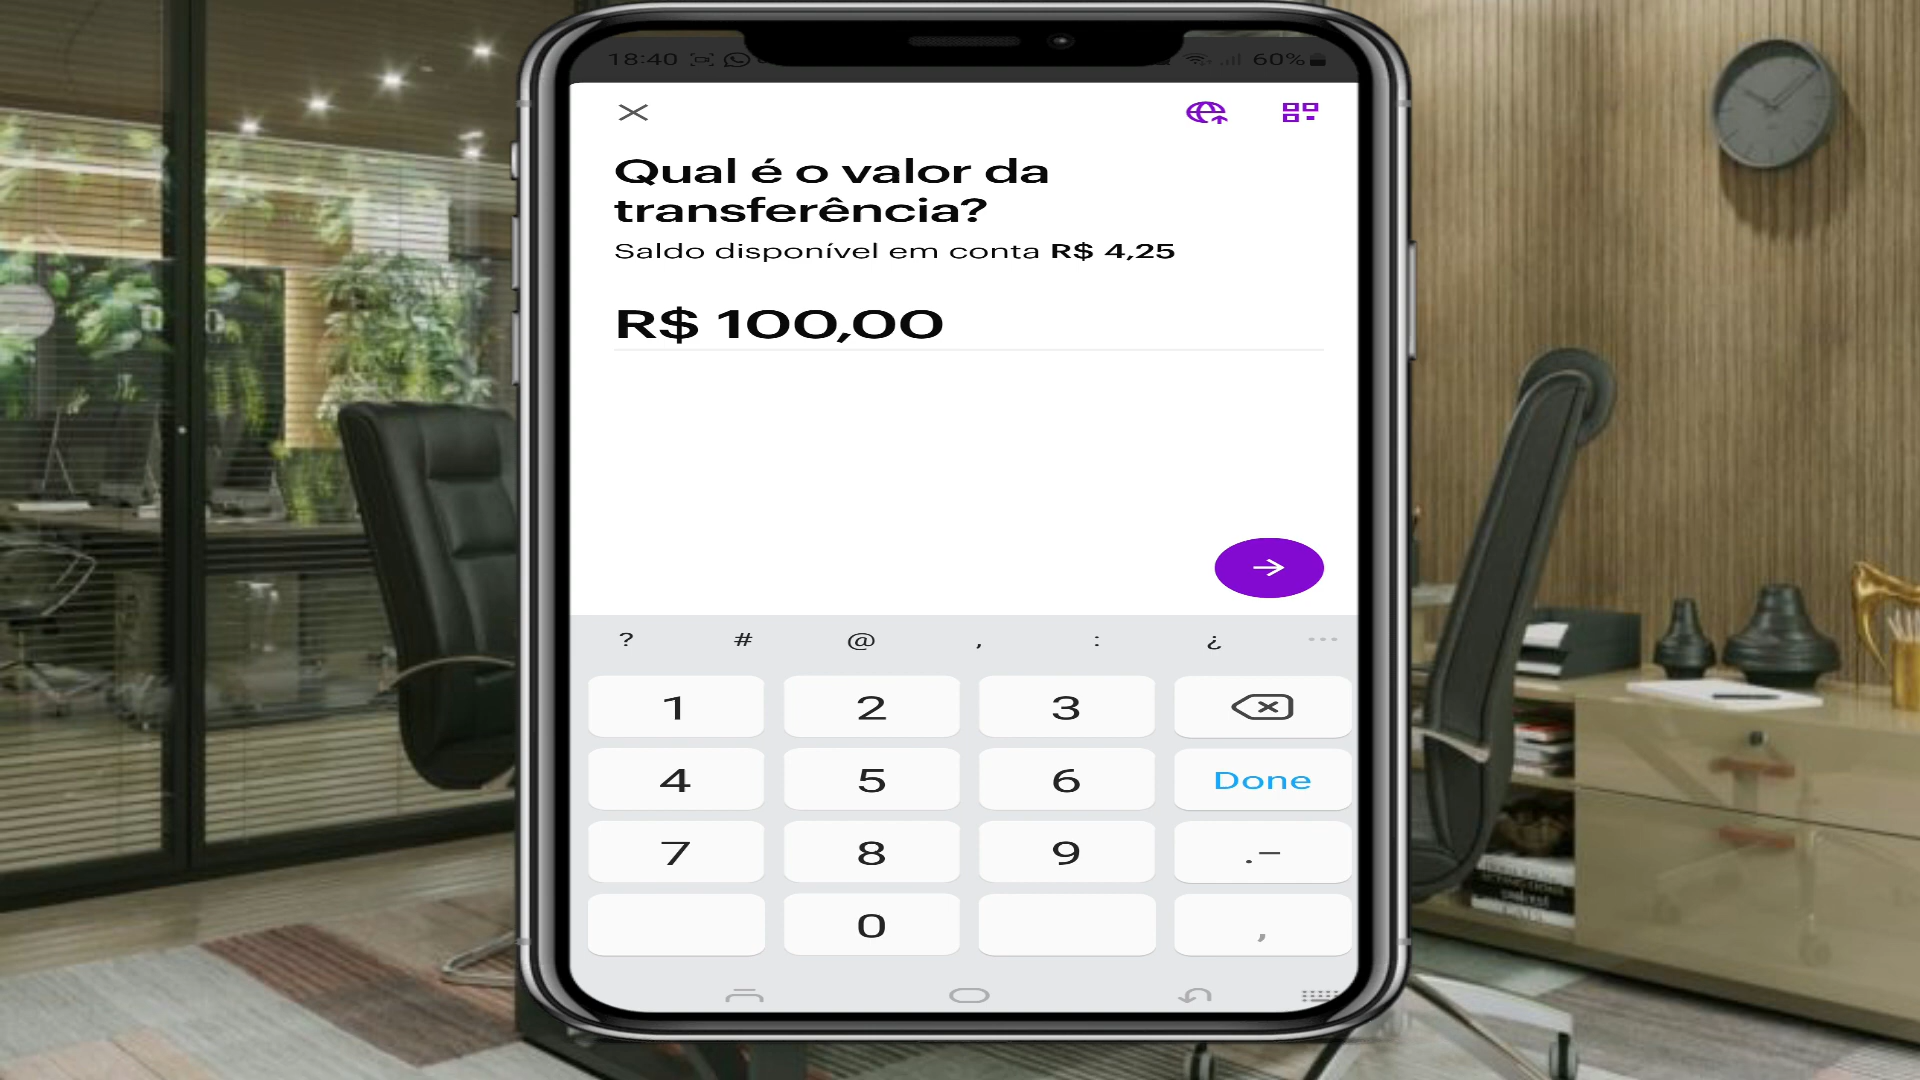 18:40 60%
Qual é o valor da
transferência?
Saldo disponível em conta R$ 4,25
R$ 100,00
? # @ , : ¿ ...
1 2 3
4 5 6 Done
7 8 9 .-
0 ,